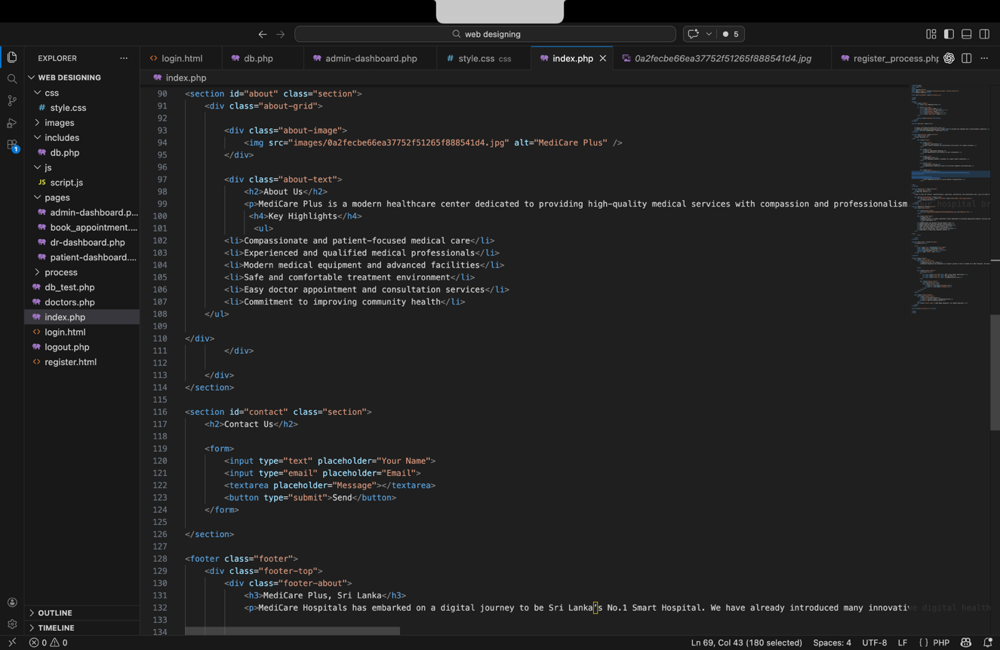 web designing
5
EXPLORER
login.html
db.php
admin-dashboard.php
style.css css
index.php
0a2fecbe66ea37752f51265f888541d4.jpg
register_process.php
WEB DESIGNING
css
style.css
images
includes
db.php
js
JS script.js
pages
admin-dashboard.p...
book_appointment....
dr-dashboard.php
patient-dashboard....
process
db_test.php
doctors.php
index.php
login.html
logout.php
register.html
1
OUTLINE
TIMELINE
index.php
90 <section id="about" class="section">
91 <div class="about-grid">
92
93 <div class="about-image">
94 <img src="images/0a2fecbe66ea37752f51265f888541d4.jpg" alt="MediCare Plus" />
95 </div>
96
97 <div class="about-text">
98 <h2>About Us</h2>
99 <p>MediCare Plus is a modern healthcare center dedicated to providing high-quality medical services with compassion and professionalism
100 <h4>Key Highlights</h4>
101 <ul>
102 <li>Compassionate and patient-focused medical care</li>
103 <li>Experienced and qualified medical professionals</li>
104 <li>Modern medical equipment and advanced facilities</li>
105 <li>Safe and comfortable treatment environment</li>
106 <li>Easy doctor appointment and consultation services</li>
107 <li>Commitment to improving community health</li>
108 </ul>
109
110 </div>
111 </div>
112
113 </div>
114 </section>
115
116 <section id="contact" class="section">
117 <h2>Contact Us</h2>
118
119 <form>
120 <input type="text" placeholder="Your Name">
121 <input type="email" placeholder="Email">
122 <textarea placeholder="Message"></textarea>
123 <button type="submit">Send</button>
124 </form>
125
126 </section>
127
128 <footer class="footer">
129 <div class="footer-top">
130 <div class="footer-about">
131 <h3>MediCare Plus, Sri Lanka</h3>
132 <p>MediCare Hospitals has embarked on a digital journey to be Sri Lanka’s No.1 Smart Hospital. We have already introduced many innovative digital health
133
134
0 0
Ln 69, Col 43 (180 selected)
Spaces: 4
UTF-8
LF
{ } PHP